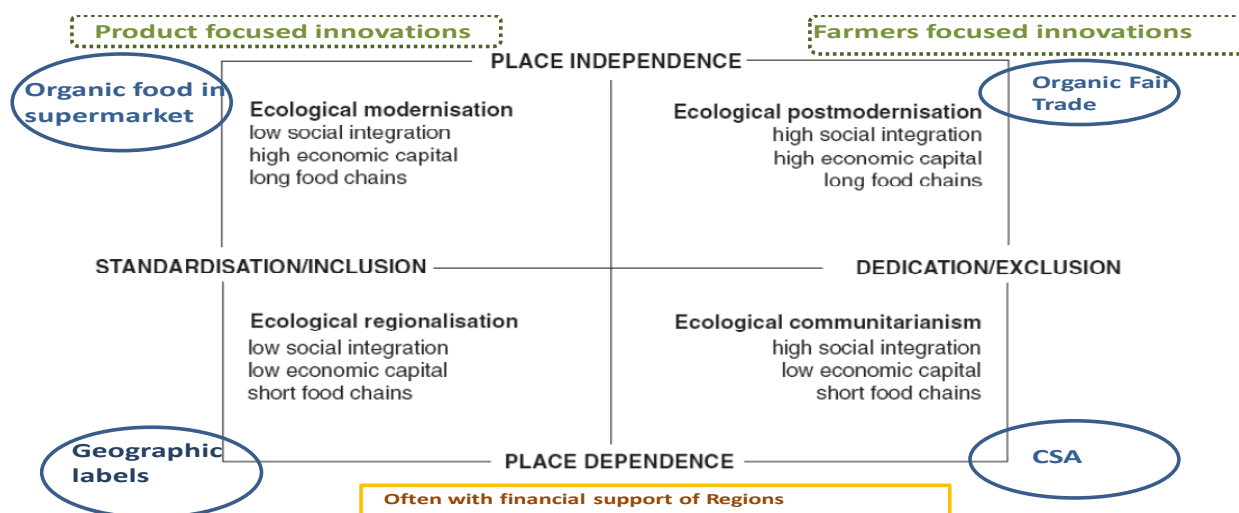 Product focused innovations
Farmers focused innovations
PLACE INDEPENDENCE
Organic food in
supermarket
Organic Fair
Trade
Ecological modernisation
low social integration
high economic capital
long food chains
Ecological postmodernisation
high social integration
high economic capital
long food chains
STANDARDISATION/INCLUSION
DEDICATION/EXCLUSION
Ecological regionalisation
low social integration
low economic capital
short food chains
Ecological communitarianism
high social integration
low economic capital
short food chains
Geographic
labels
PLACE DEPENDENCE
CSA
Often with financial support of Regions